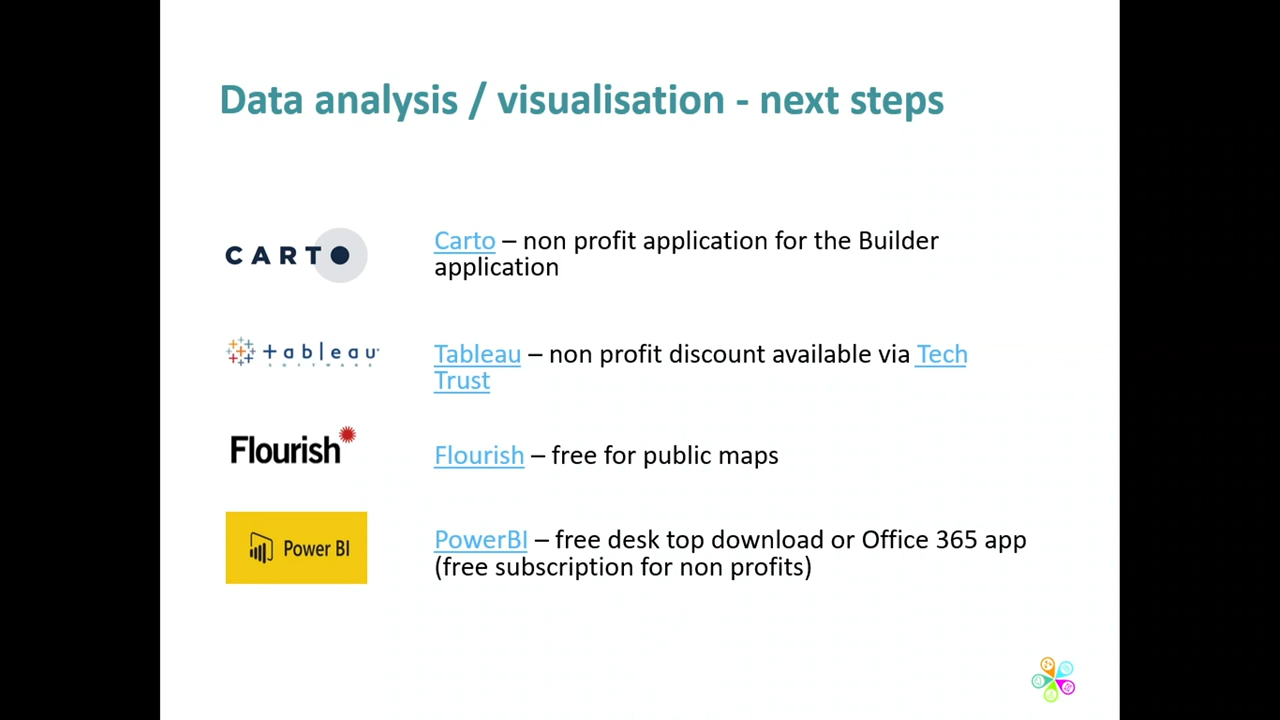 Data analysis / visualisation - next steps
CARTO
Carto – non profit application for the Builder
application
tableau
SOFTWARE
Tableau – non profit discount available via Tech
Trust
Flourish
Flourish – free for public maps
Power BI
PowerBI – free desk top download or Office 365 app
(free subscription for non profits)